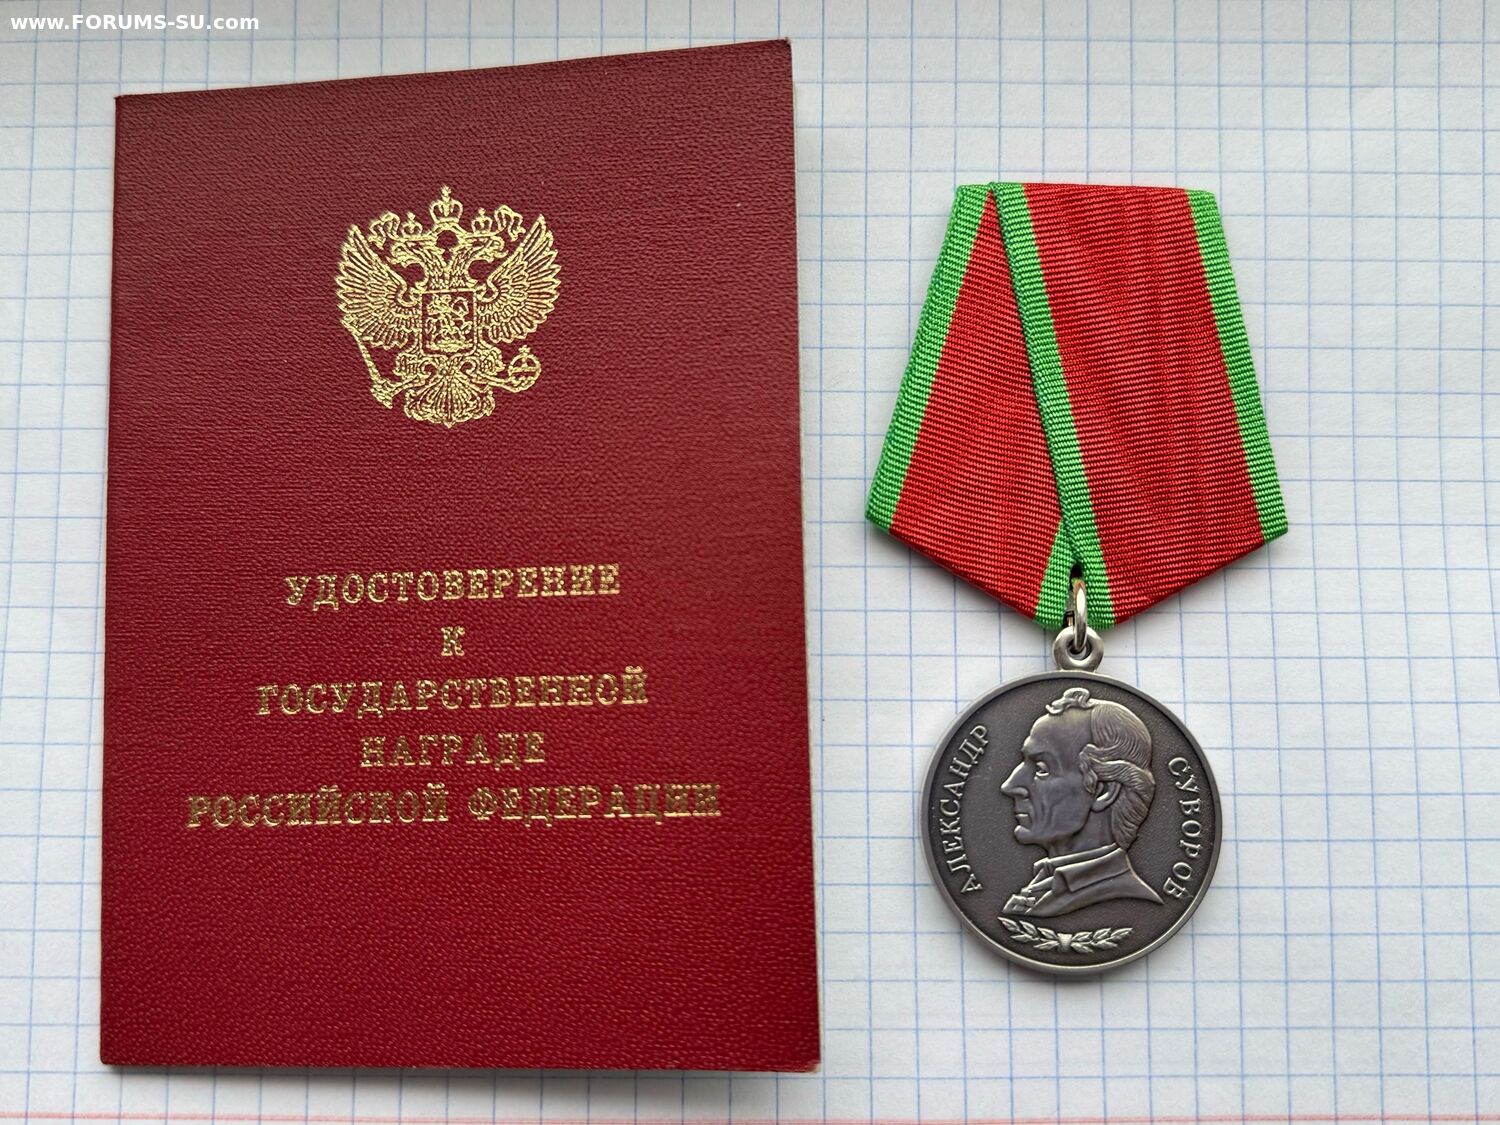 www.FORUMS-SU.com
УДОСТОВЕРЕНИЕ
К
ГОСУДАРСТВЕННОЙ
НАГРАДЕ
РОССИЙСКОЙ ФЕДЕРАЦИИ
АЛЕКСАНДР
СУВОРОВ